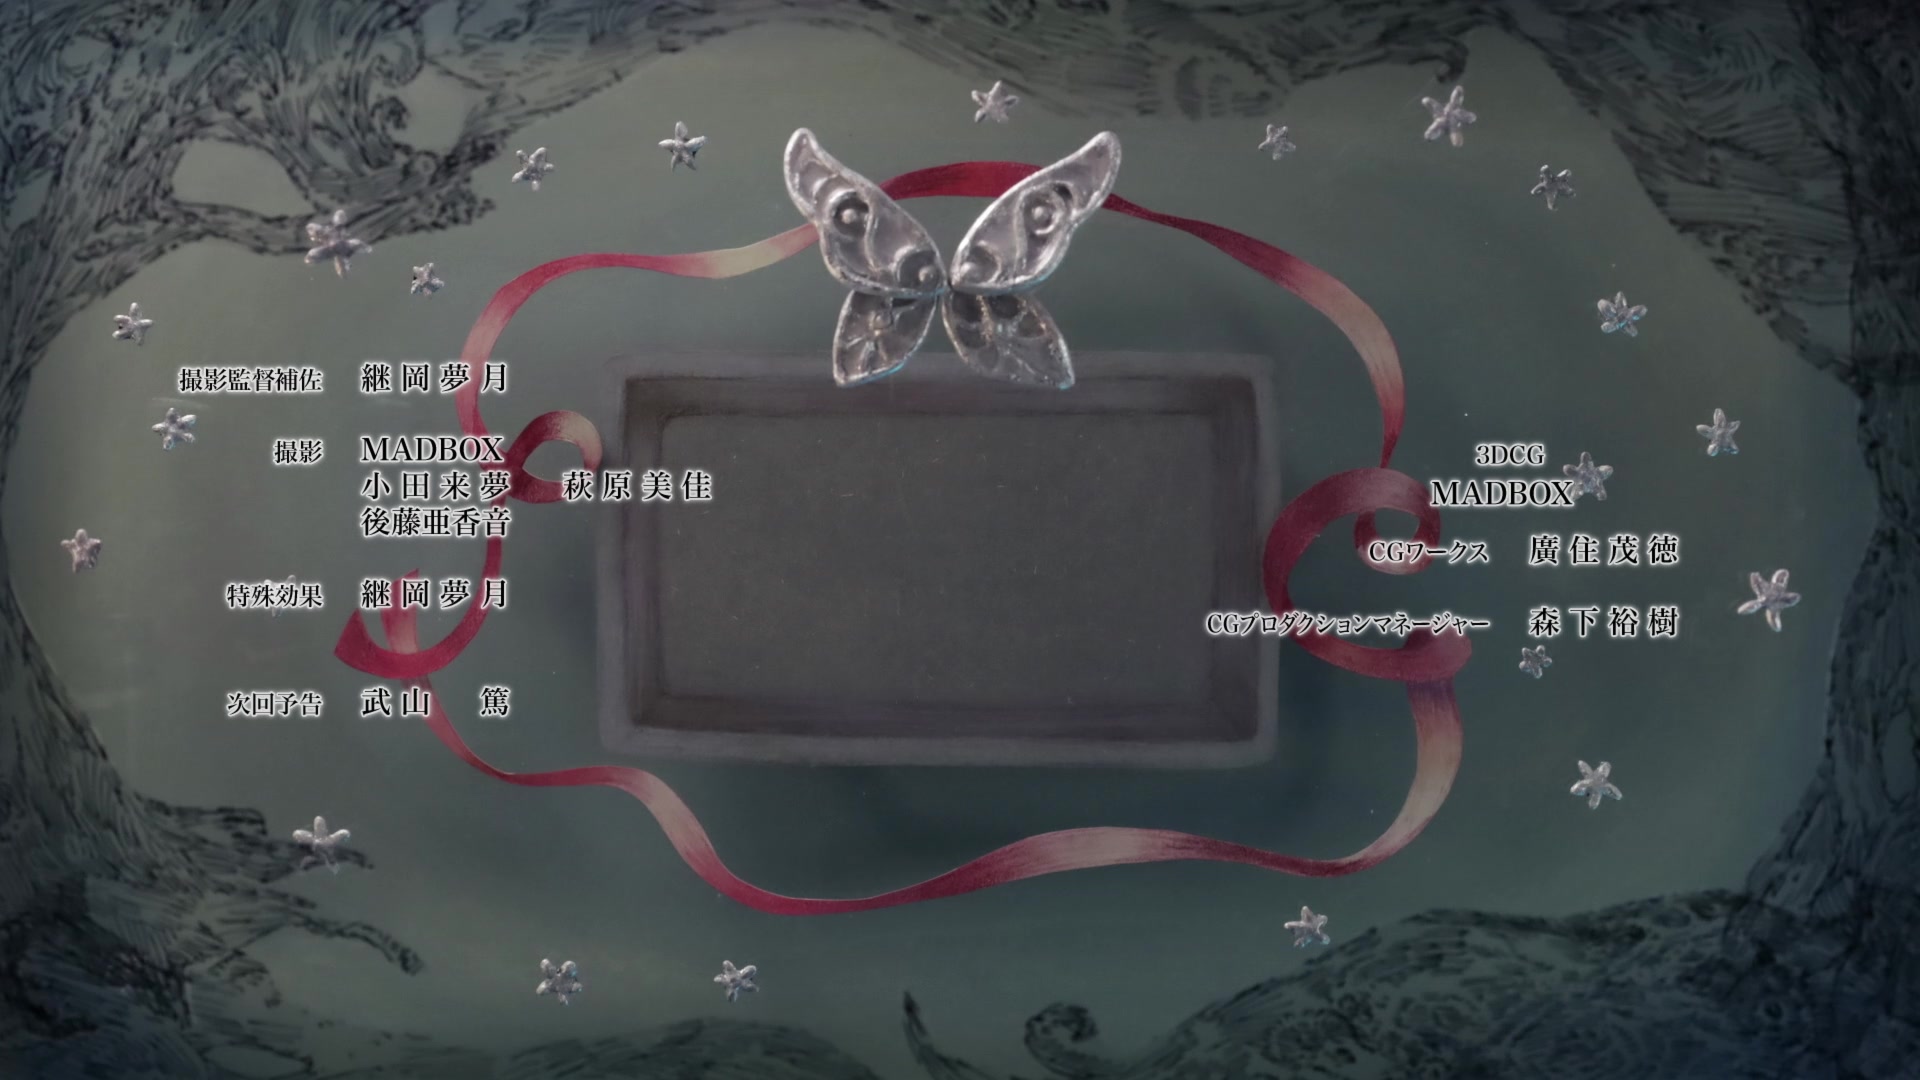 撮影監督補佐 継岡夢月
撮影 MADBOX
小田来夢 萩原美佳
後藤亜香音
特殊効果 継岡夢月
次回予告 武山 篤
3DCG
MADBOX
CGワークス 廣住茂徳
CGプロダクションマネージャー 森下裕樹